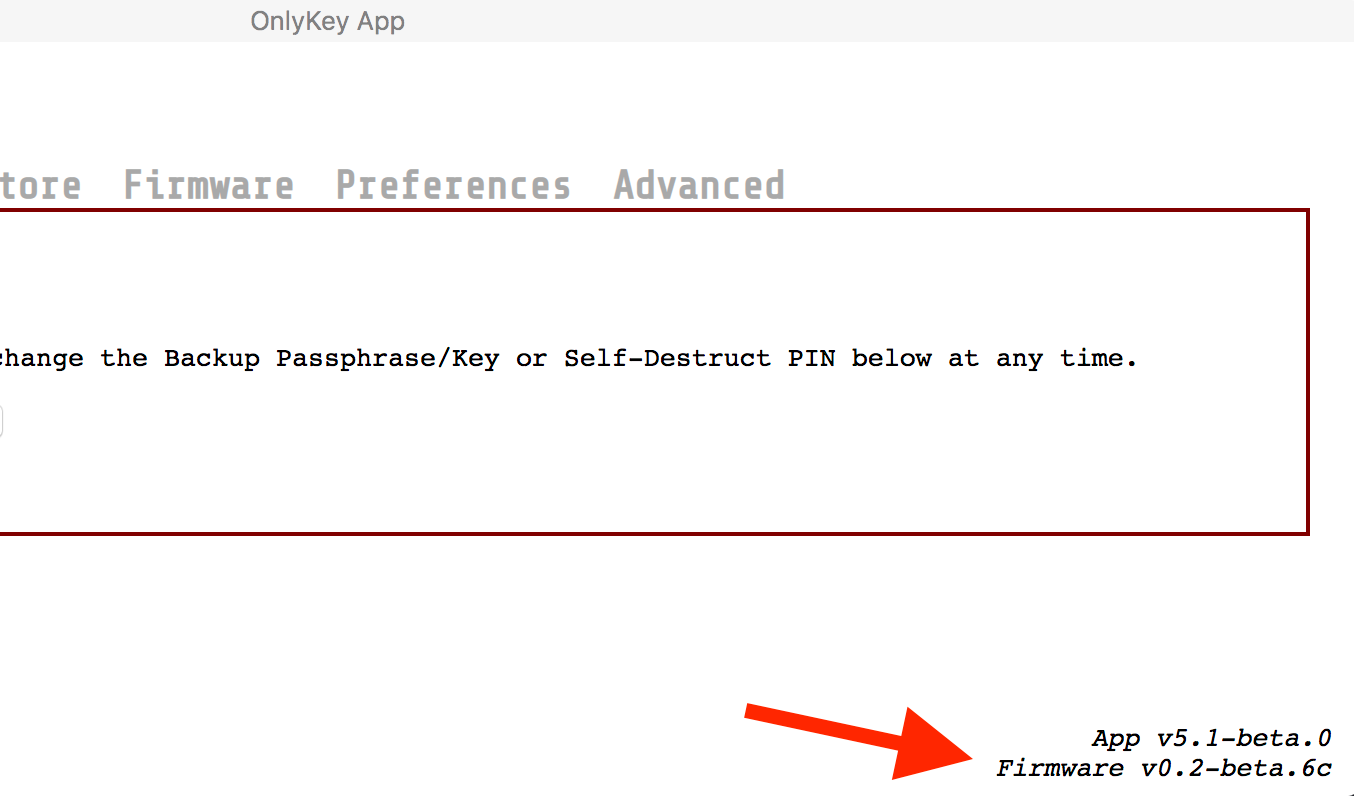 OnlyKey App
tore Firmware Preferences Advanced
change the Backup Passphrase/Key or Self-Destruct PIN below at any time.
App v5.1-beta.0
Firmware v0.2-beta.6c